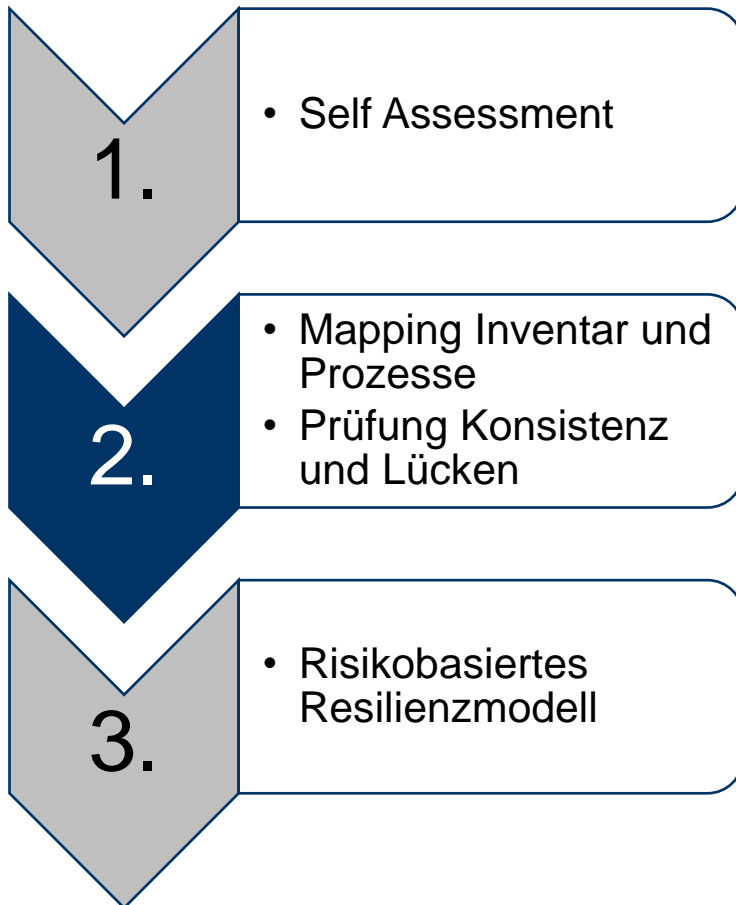 1.
• Self Assessment
2.
• Mapping Inventar und
Prozesse
• Prüfung Konsistenz
und Lücken
3.
• Risikobasiertes
Resilienzmodell